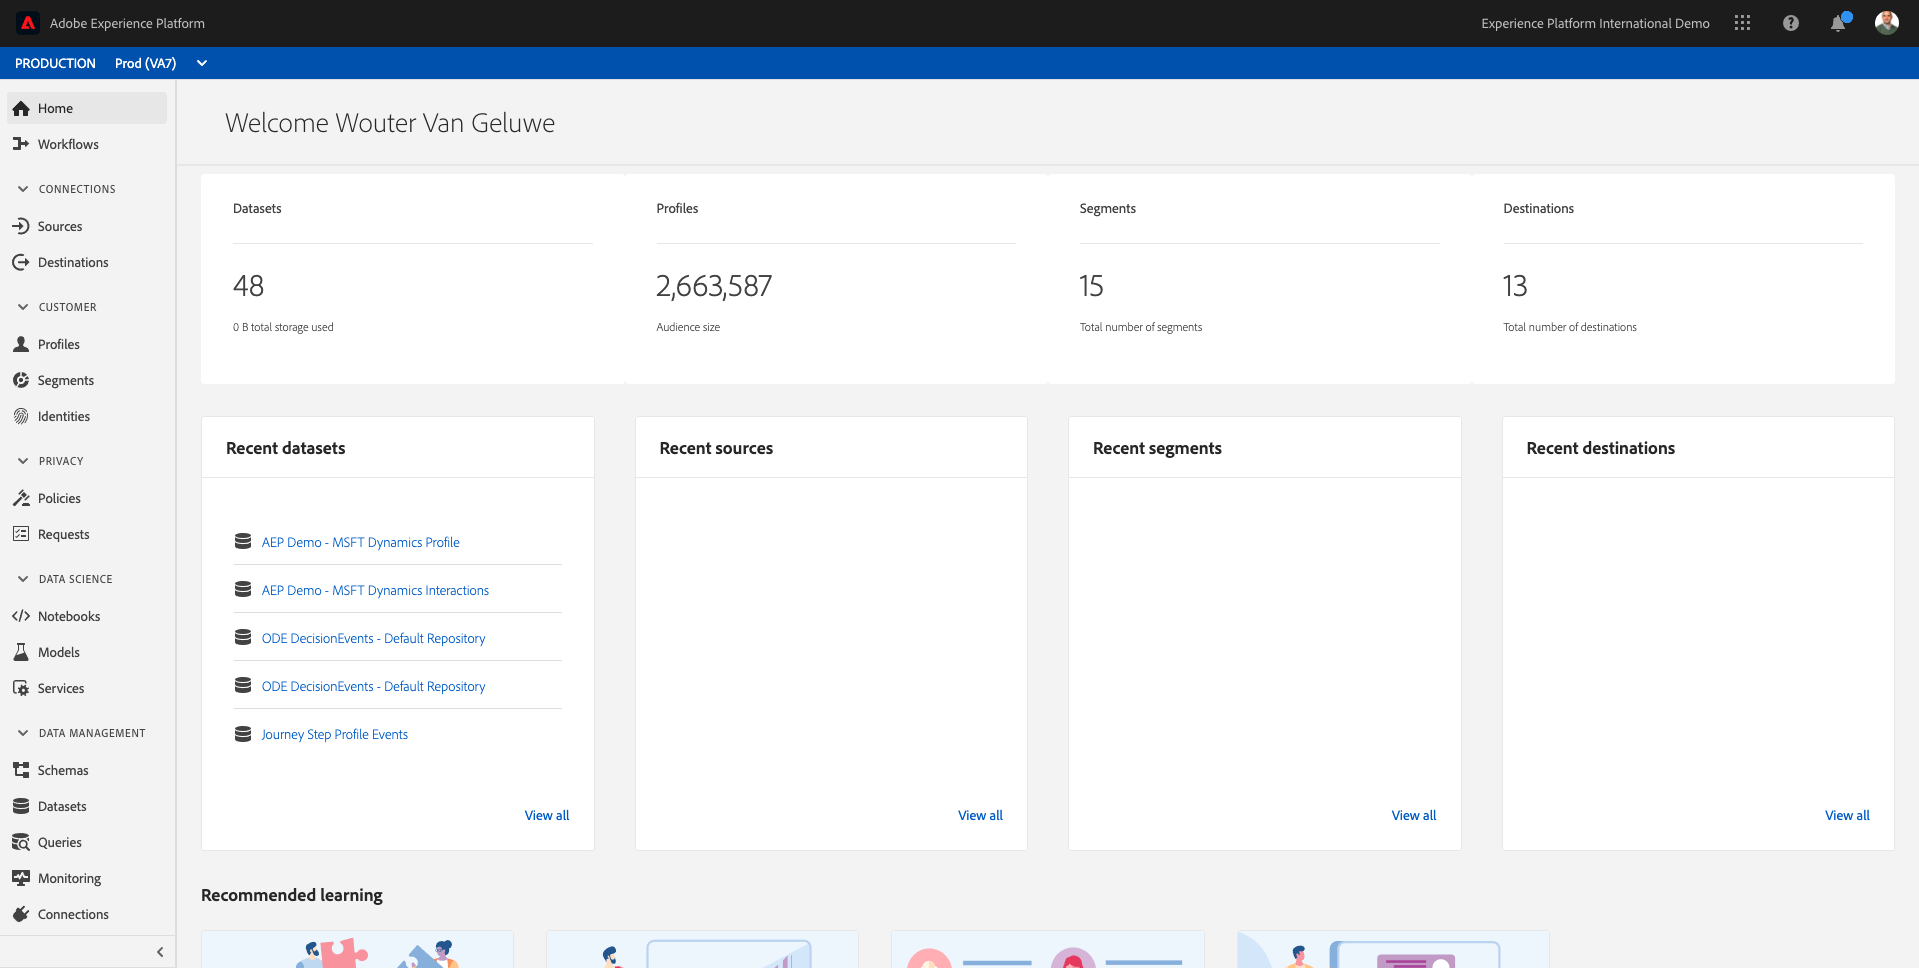 Adobe Experience Platform
Experience Platform International Demo
PRODUCTION Prod (VA7)
Home
Workflows
CONNECTIONS
Sources
Destinations
CUSTOMER
Profiles
Segments
Identities
PRIVACY
Policies
Requests
DATA SCIENCE
Notebooks
Models
Services
DATA MANAGEMENT
Schemas
Datasets
Queries
Monitoring
Connections
Welcome Wouter Van Geluwe
Datasets
48
0 B total storage used
Profiles
2,663,587
Audience size
Segments
15
Total number of segments
Destinations
13
Total number of destinations
Recent datasets
AEP Demo - MSFT Dynamics Profile
AEP Demo - MSFT Dynamics Interactions
ODE DecisionEvents - Default Repository
ODE DecisionEvents - Default Repository
Journey Step Profile Events
View all
Recent sources
View all
Recent segments
View all
Recent destinations
View all
Recommended learning